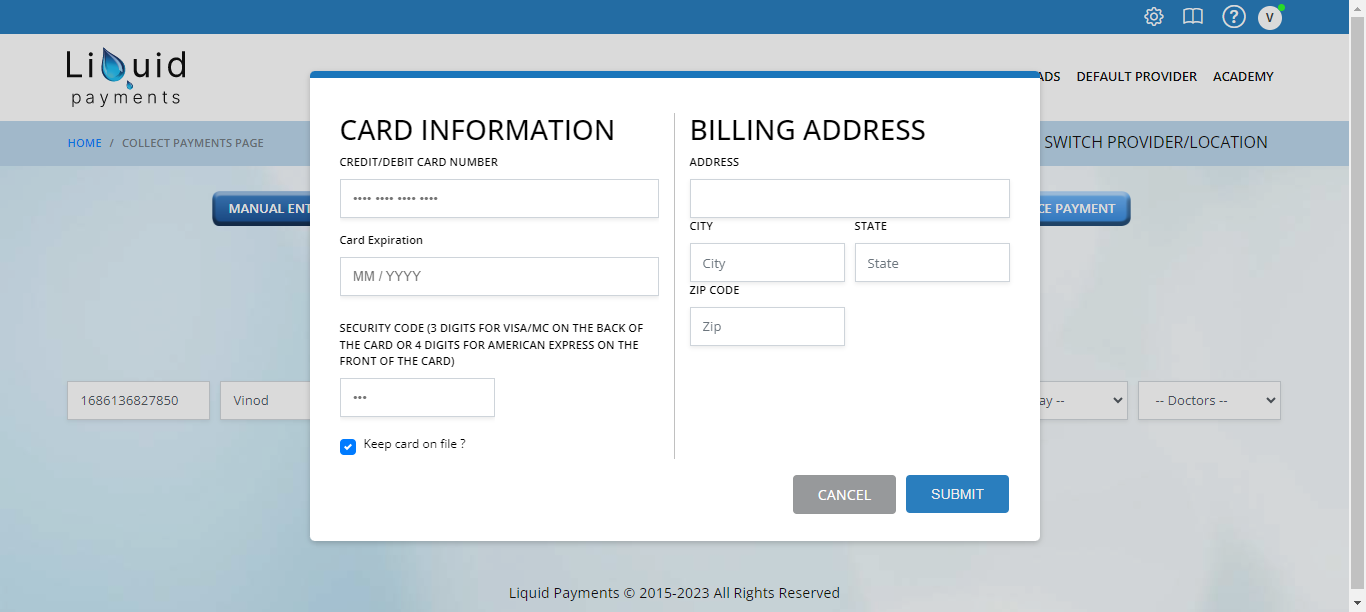 V
Liquid
payments
ADS DEFAULT PROVIDER ACADEMY
HOME / COLLECT PAYMENTS PAGE
SWITCH PROVIDER/LOCATION
MANUAL ENT
CE PAYMENT
CARD INFORMATION
CREDIT/DEBIT CARD NUMBER
•••• •••• •••• ••••
Card Expiration
MM / YYYY
SECURITY CODE (3 DIGITS FOR VISA/MC ON THE BACK OF
THE CARD OR 4 DIGITS FOR AMERICAN EXPRESS ON THE
FRONT OF THE CARD)
•••
Keep card on file ?
BILLING ADDRESS
ADDRESS
CITY STATE
City State
ZIP CODE
Zip
CANCEL SUBMIT
1686136827850 Vinod
ay -- -- Doctors --
Liquid Payments © 2015-2023 All Rights Reserved